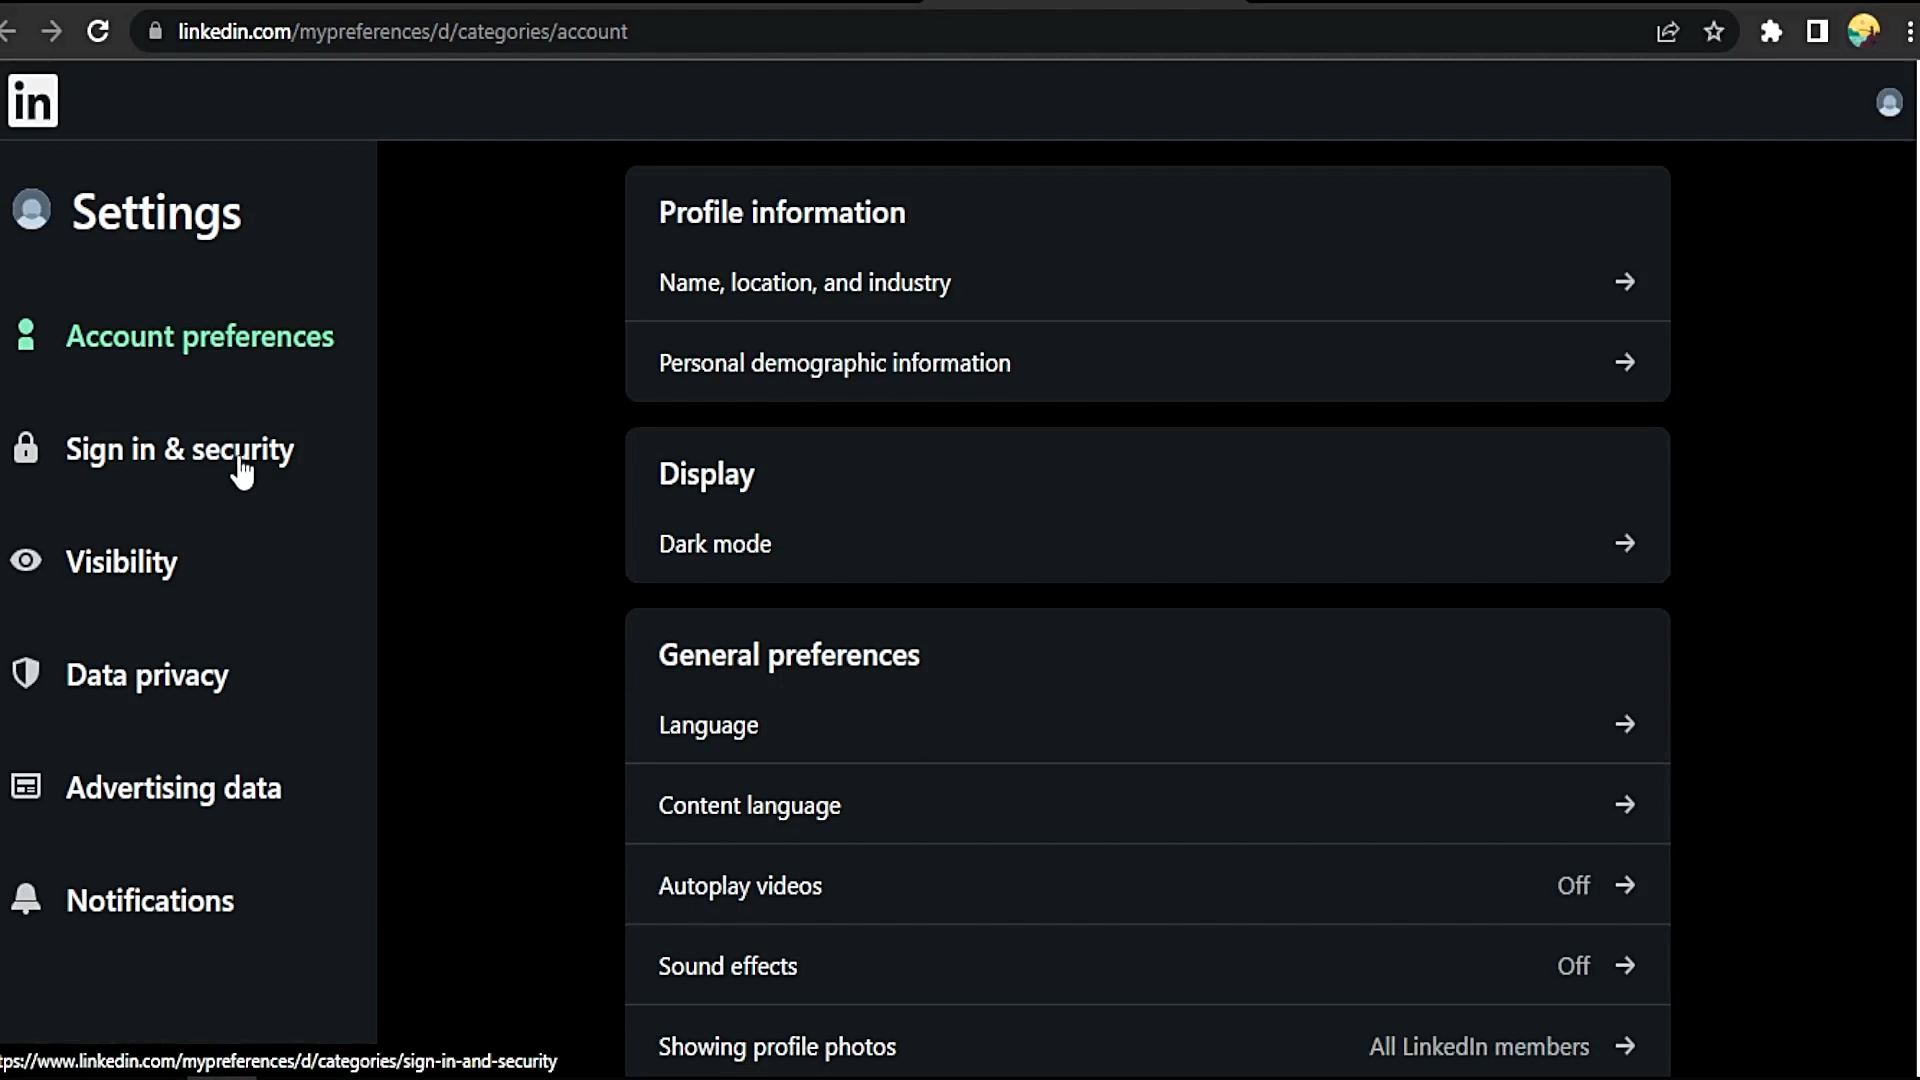 linkedin.com/mypreferences/d/categories/account
in
Settings
Account preferences
Sign in & security
Visibility
Data privacy
Advertising data
Notifications
Profile information
Name, location, and industry
Personal demographic information
Display
Dark mode
General preferences
Language
Content language
Autoplay videos Off
Sound effects Off
Showing profile photos All LinkedIn members
tps://www.linkedin.com/mypreferences/d/categories/sign-in-and-security